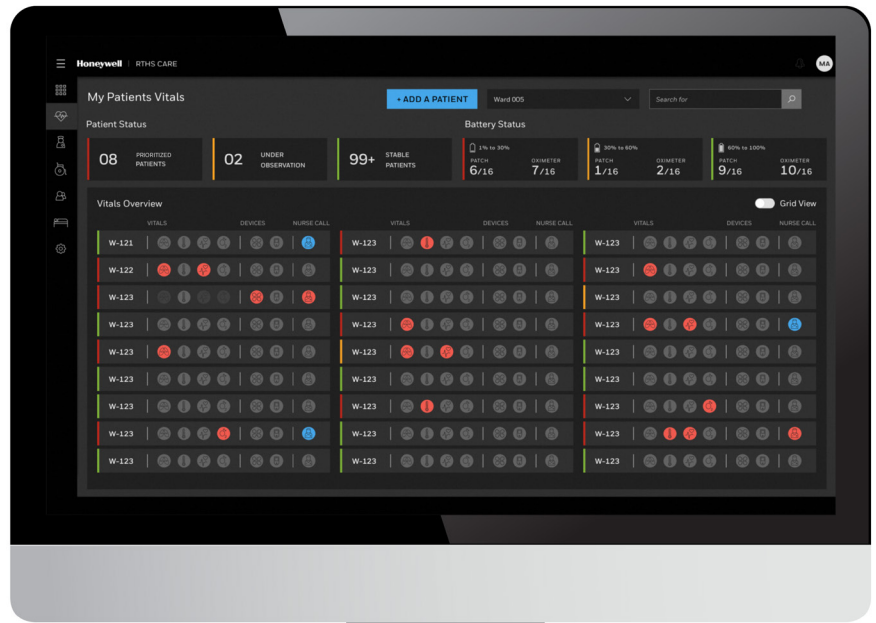 Honeywell | RTHS CARE
MA
My Patients Vitals
+ ADD A PATIENT
Ward 005
Search for
Patient Status
Battery Status
08 PRIORITIZED PATIENTS
02 UNDER OBSERVATION
99+ STABLE PATIENTS
1% to 30%
PATCH OXIMETER
6/16 7/16
30% to 60%
PATCH OXIMETER
1/16 2/16
60% to 100%
PATCH OXIMETER
9/16 10/16
Vitals Overview
Grid View
VITALS DEVICES NURSE CALL VITALS DEVICES NURSE CALL VITALS DEVICES NURSE CALL
W-121 W-123 W-123
W-122 W-123 W-123
W-123 W-123 W-123
W-123 W-123 W-123
W-123 W-123 W-123
W-123 W-123 W-123
W-123 W-123 W-123
W-123 W-123 W-123
W-123 W-123 W-123